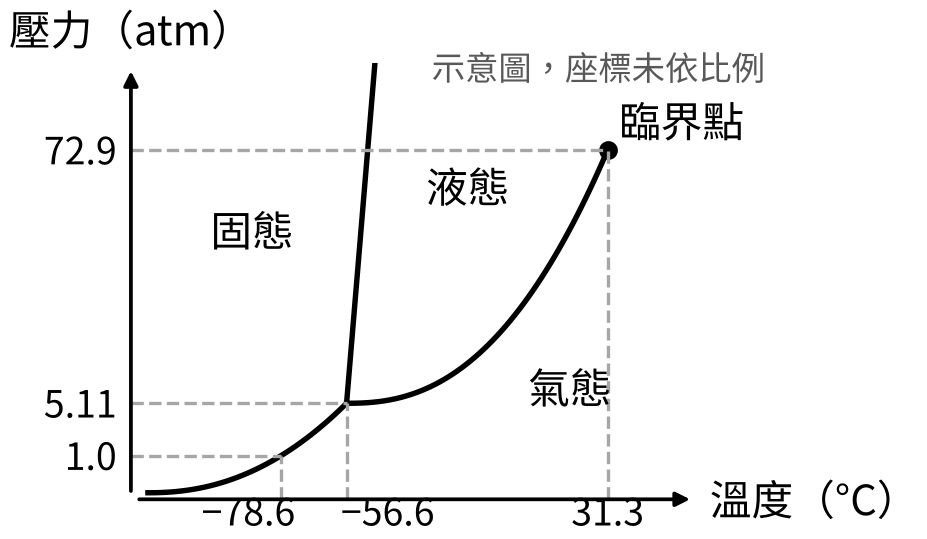 壓力（atm）
示意圖，座標未依比例
臨界點
72.9
液態
固態
氣態
5.11
1.0
−78.6
−56.6
31.3
溫度（°C）